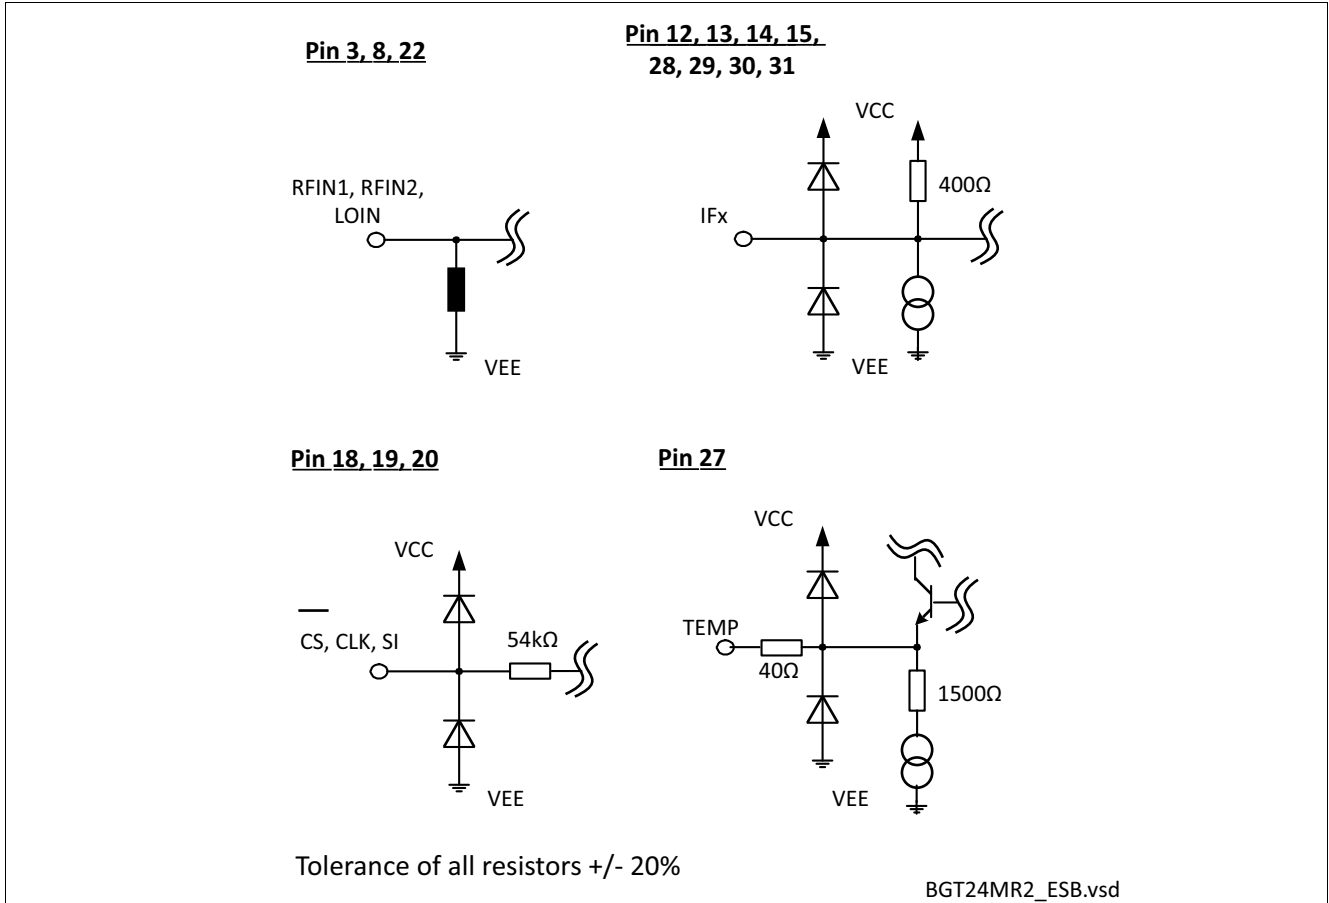 Pin 3, 8, 22
Pin 12, 13, 14, 15,
28, 29, 30, 31
RFIN1, RFIN2,
LOIN
VEE
VCC
400Ω
IFx
VEE
Pin 18, 19, 20
Pin 27
VCC
CS, CLK, SI
54kΩ
VEE
VCC
TEMP
40Ω
1500Ω
VEE
Tolerance of all resistors +/- 20%
BGT24MR2_ESB.vsd